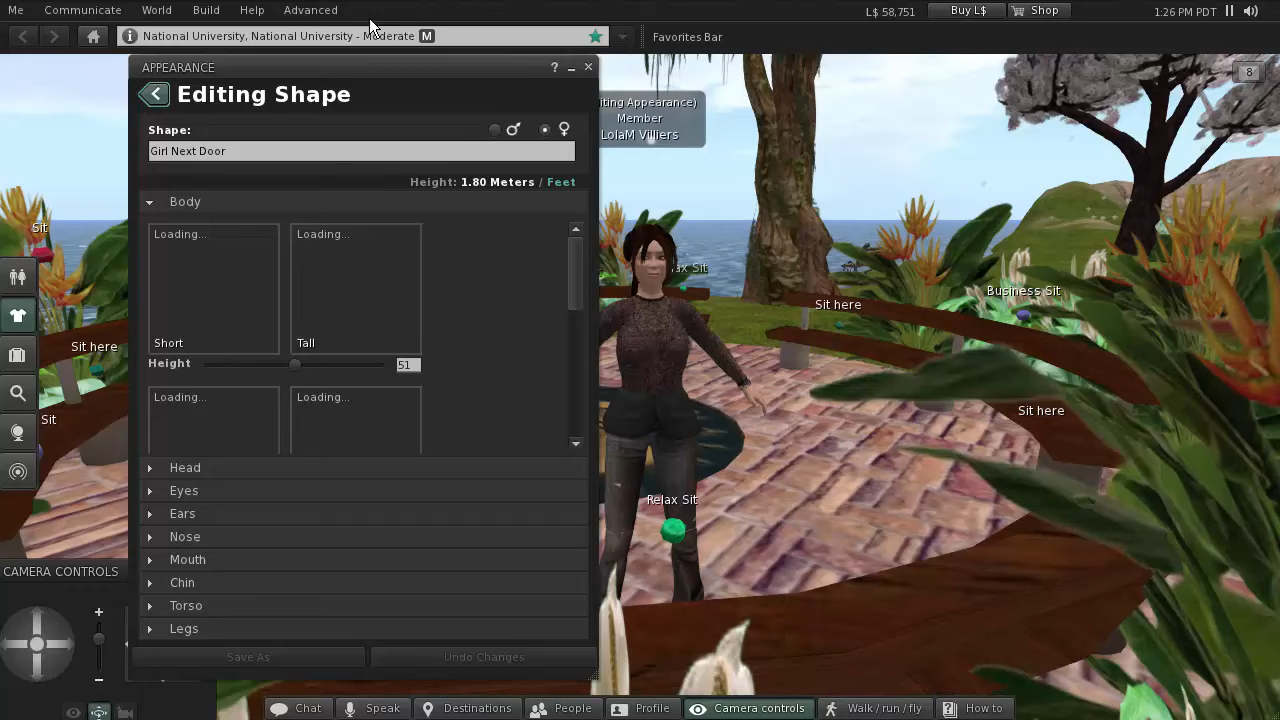 Me Communicate World Build Help Advanced
L$ 58,751 Buy L$ Shop 1:26 PM PDT
National University, National University - Moderate M
Favorites Bar
8
APPEARANCE ?
Editing Shape
(Editing Appearance)
Member
LolaM Villiers
Shape:
Girl Next Door
Height: 1.80 Meters / Feet
Body
Loading... Loading...
Short Tall
Height 51
Loading... Loading...
Head
Eyes
Ears
Nose
Mouth
Chin
Torso
Legs
Save As Undo Changes
Sit
Sit here
Sit
Relax Sit
Sit here
Business Sit
Sit here
Relax Sit
CAMERA CONTROLS
Chat Speak Destinations People Profile Camera controls Walk / run / fly How to